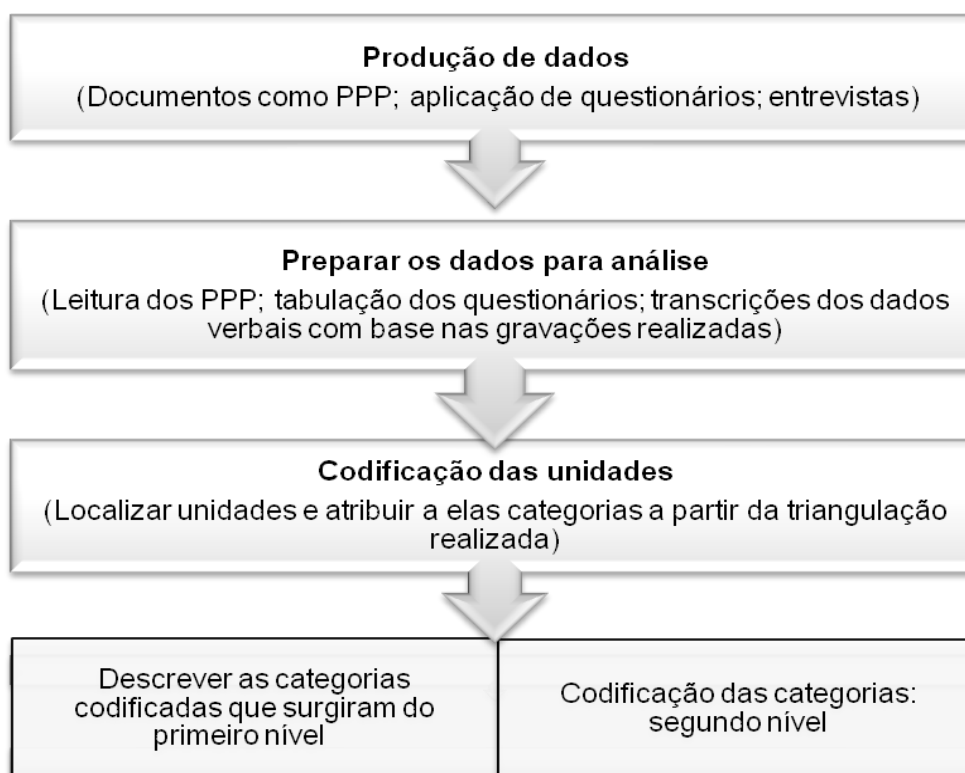 Produção de dados
(Documentos como PPP; aplicação de questionários; entrevistas)
Preparar os dados para análise
(Leitura dos PPP; tabulação dos questionários; transcrições dos dados
verbais com base nas gravações realizadas)
Codificação das unidades
(Localizar unidades e atribuir a elas categorias a partir da triangulação
realizada)
Descrever as categorias
codificadas que surgiram do
primeiro nível
Codificação das categorias:
segundo nível